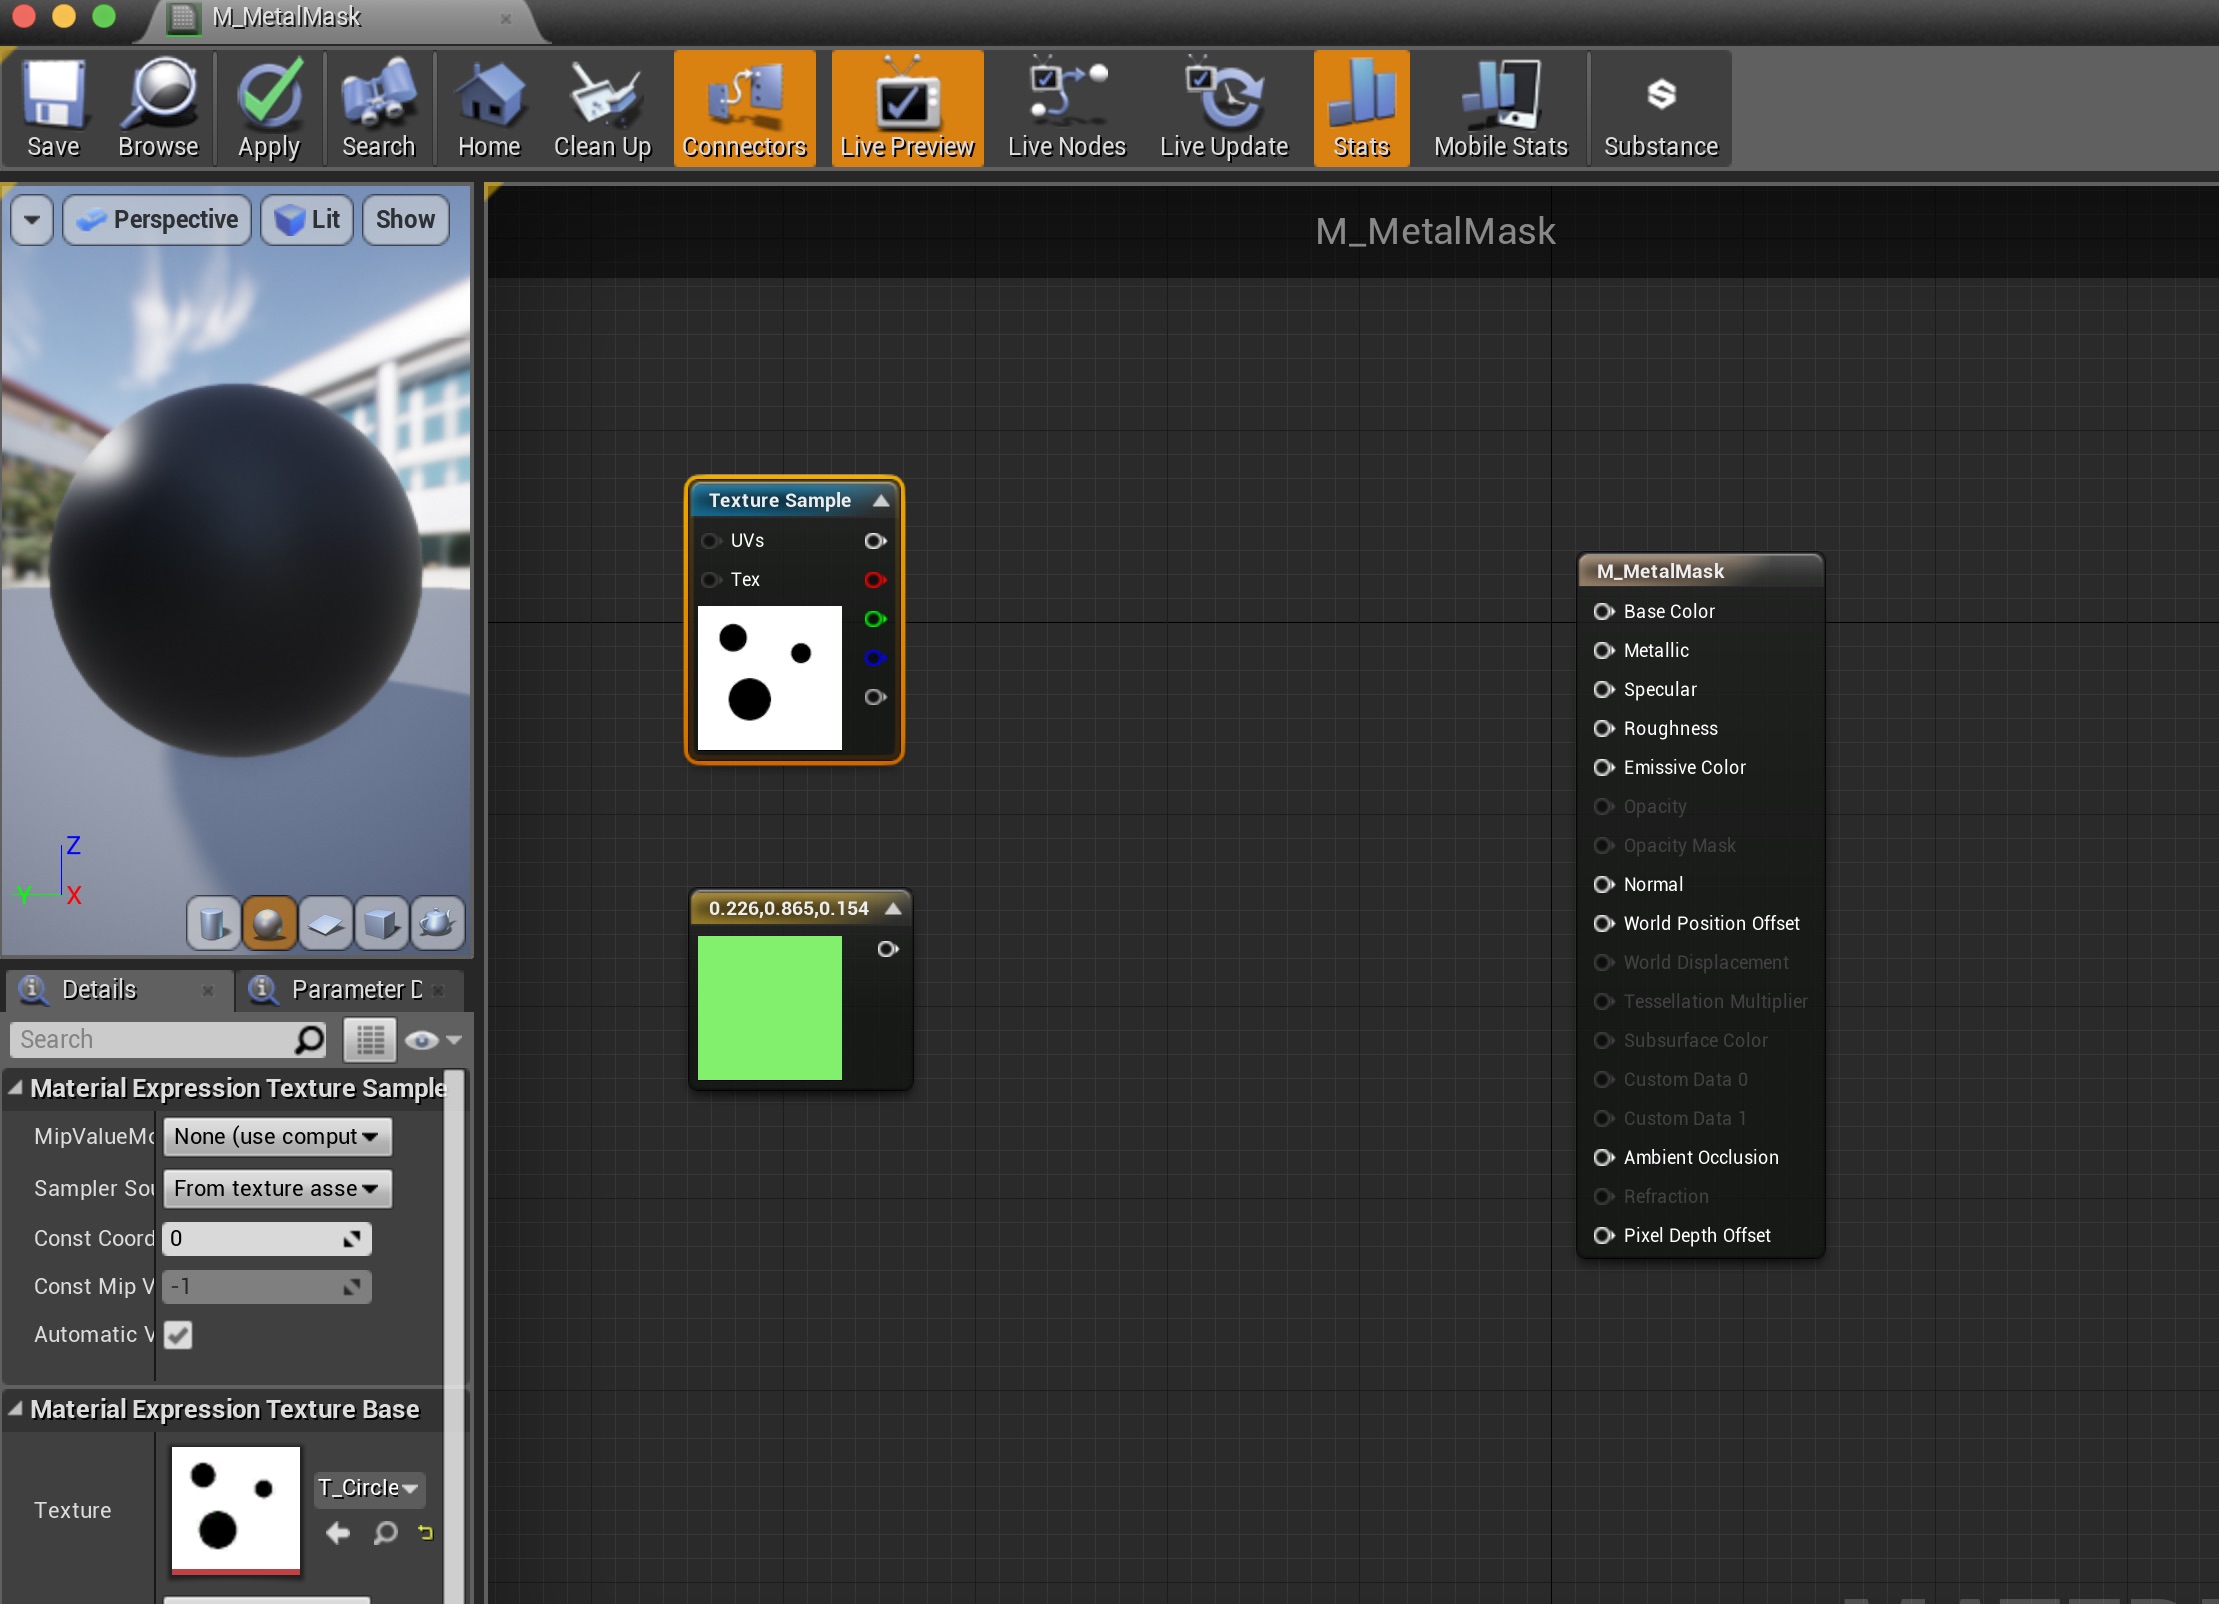 M_MetalMask
Save
Browse
Apply
Search
Home
Clean Up
Connectors
Live Preview
Live Nodes
Live Update
Stats
Mobile Stats
Substance
Perspective
Lit
Show
Z
Y
X
M_MetalMask
Texture Sample
UVs
Tex
0.226,0.865,0.154
M_MetalMask
Base Color
Metallic
Specular
Roughness
Emissive Color
Opacity
Opacity Mask
Normal
World Position Offset
World Displacement
Tessellation Multiplier
Subsurface Color
Custom Data 0
Custom Data 1
Ambient Occlusion
Refraction
Pixel Depth Offset
Details
Parameter D
Search
Material Expression Texture Sample
MipValueMo
None (use comput
Sampler Sou
From texture asse
Const Coord
0
Const Mip V
-1
Automatic V
Material Expression Texture Base
Texture
T_Circle